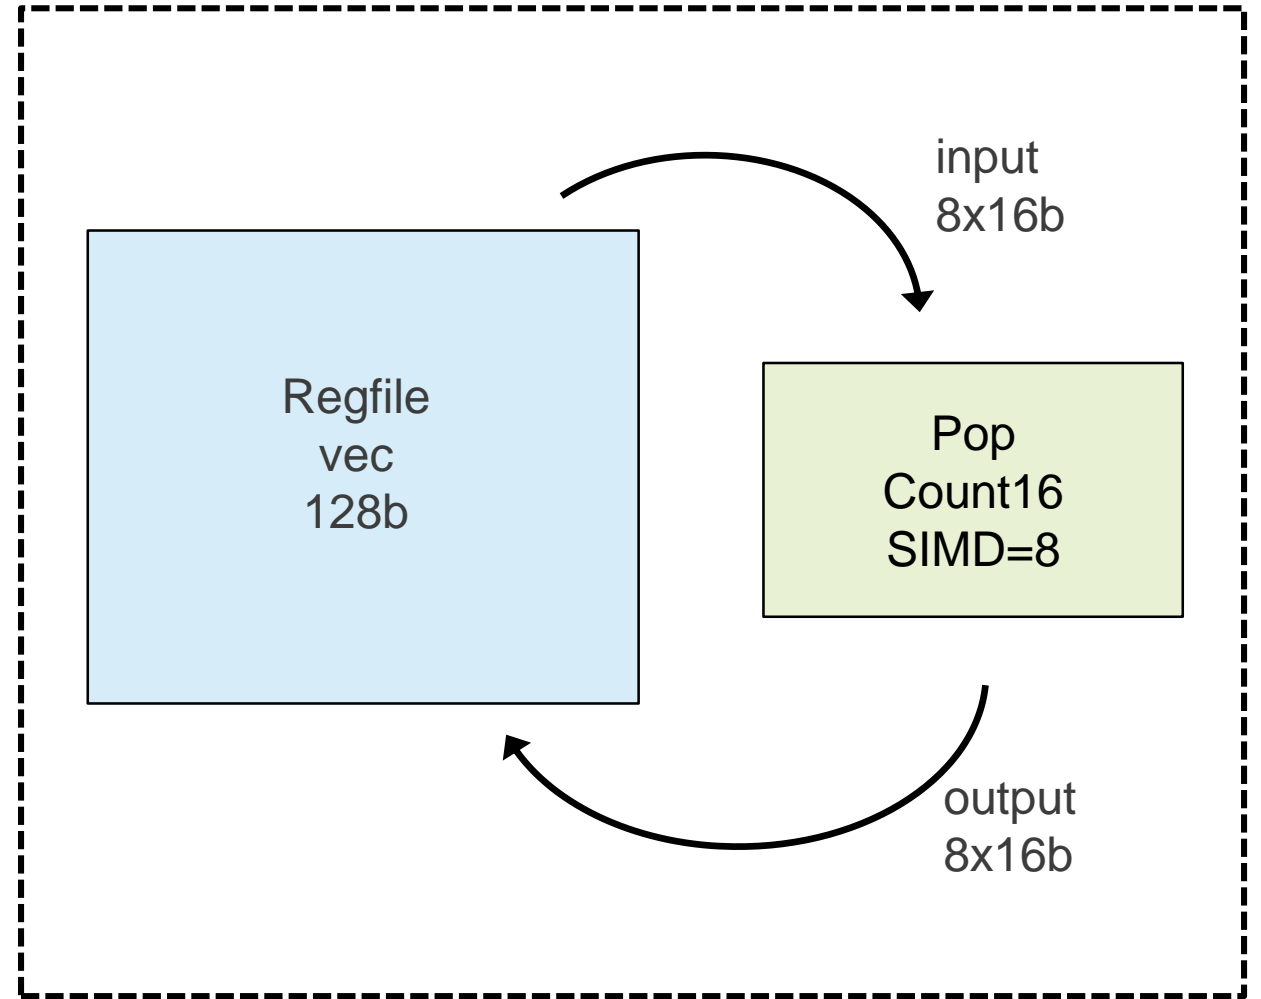 input
8x16b
Regfile
vec
128b
Pop
Count16
SIMD=8
output
8x16b